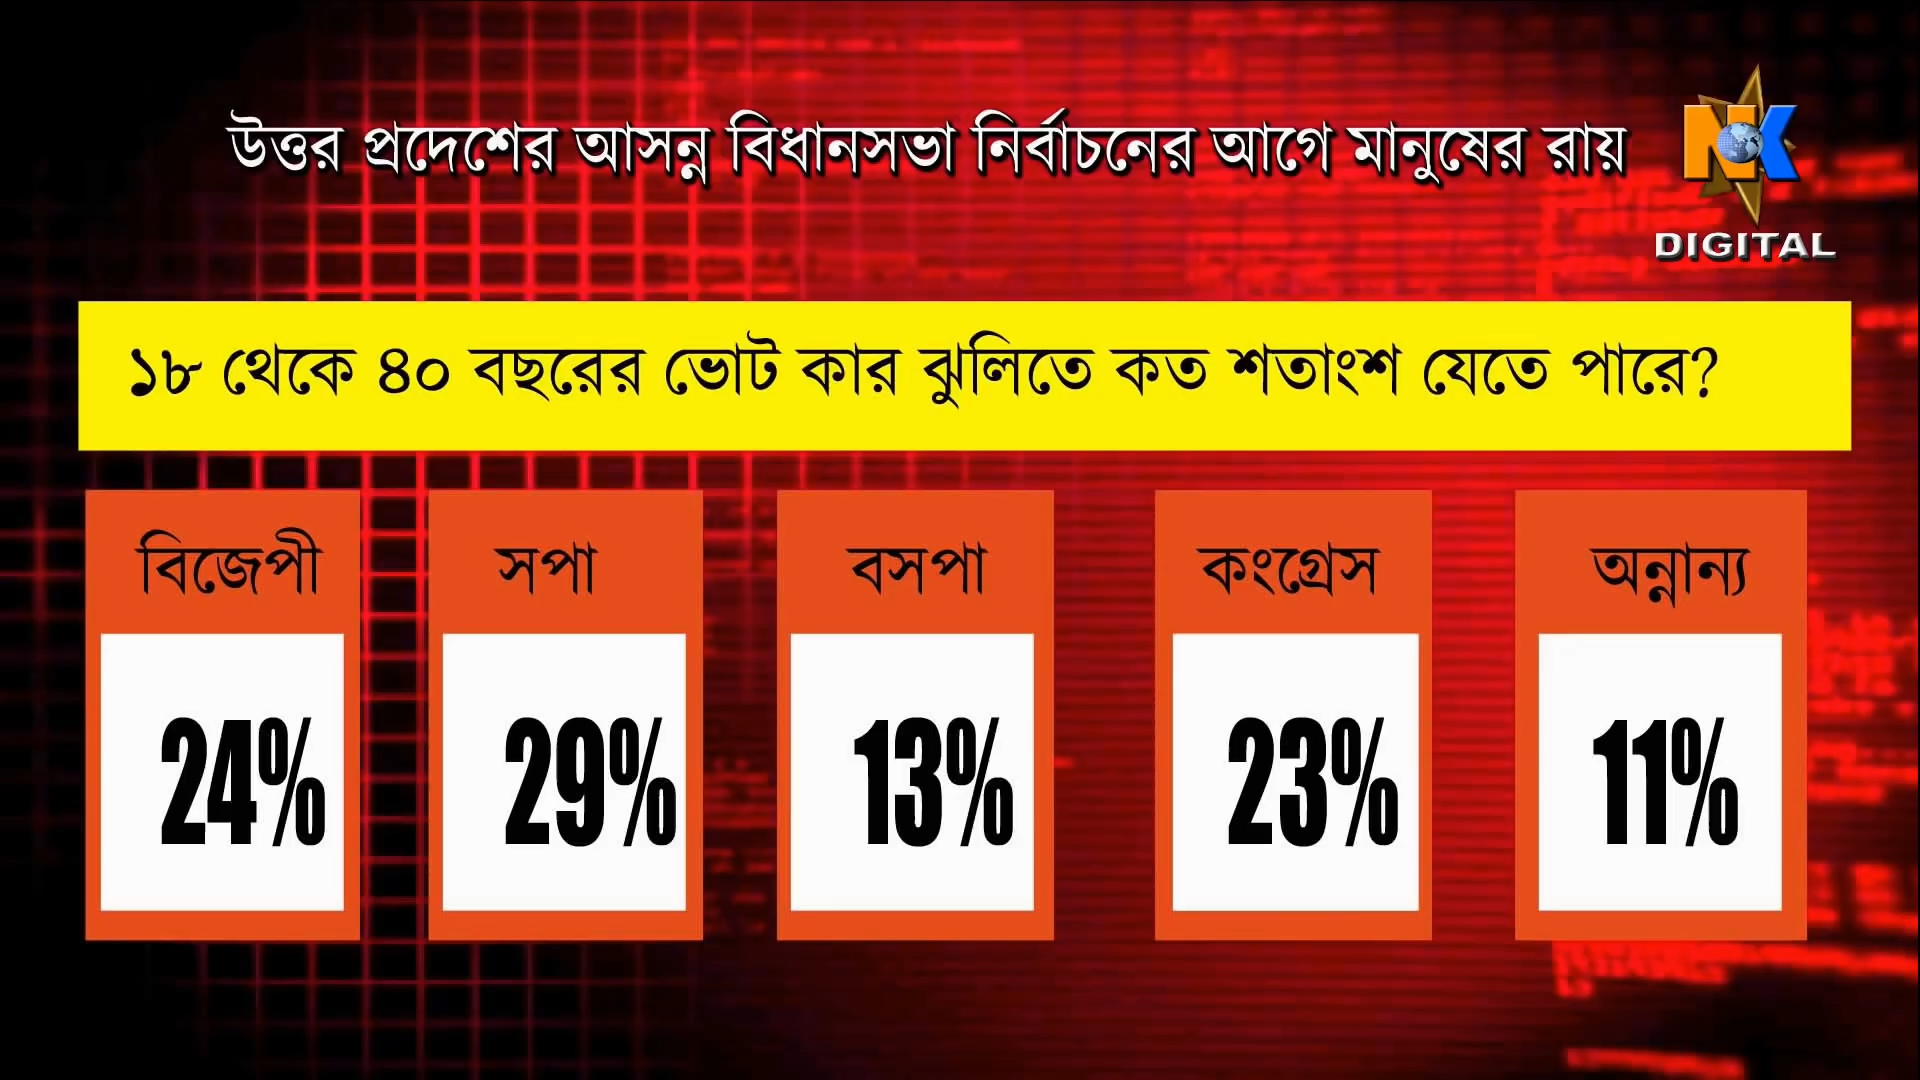 উত্তর প্রদেশের আসন্ন বিধানসভা নির্বাচনের আগে মানুষের রায়
NK
DIGITAL
১৮ থেকে ৪০ বছরের ভোট কার ঝুলিতে কত শতাংশ যেতে পারে?
বিজেপী
সপা
বসপা
কংগ্রেস
অন্নান্য
24%
29%
13%
23%
11%